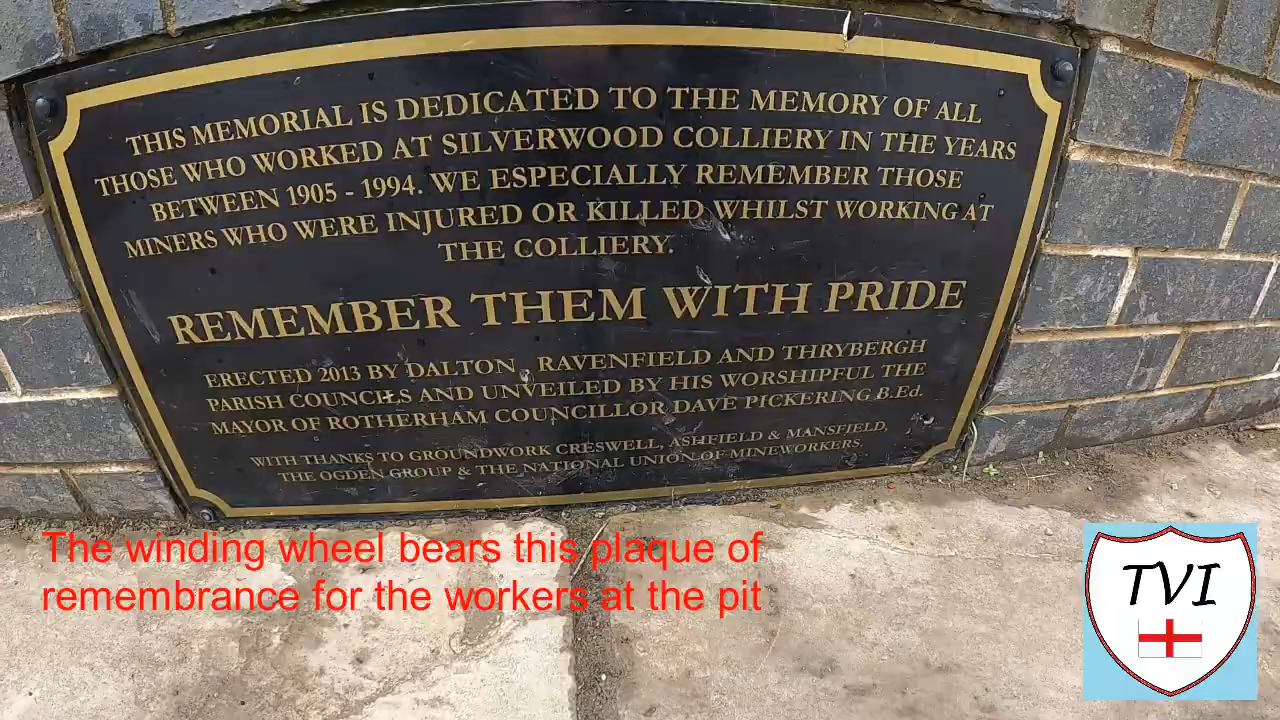 THIS MEMORIAL IS DEDICATED TO THE MEMORY OF ALL
THOSE WHO WORKED AT SILVERWOOD COLLIERY IN THE YEARS
BETWEEN 1905 - 1994. WE ESPECIALLY REMEMBER THOSE
MINERS WHO WERE INJURED OR KILLED WHILST WORKING AT
THE COLLIERY.
REMEMBER THEM WITH PRIDE
ERECTED 2013 BY DALTON, RAVENFIELD AND THRYBERGH
PARISH COUNCILS AND UNVEILED BY HIS WORSHIPFUL THE
MAYOR OF ROTHERHAM COUNCILLOR DAVE PICKERING B.Ed.
WITH THANKS TO GROUNDWORK CRESWELL, ASHFIELD & MANSFIELD,
THE OGDEN GROUP & THE NATIONAL UNION OF MINEWORKERS.
The winding wheel bears this plaque of
remembrance for the workers at the pit
TVI